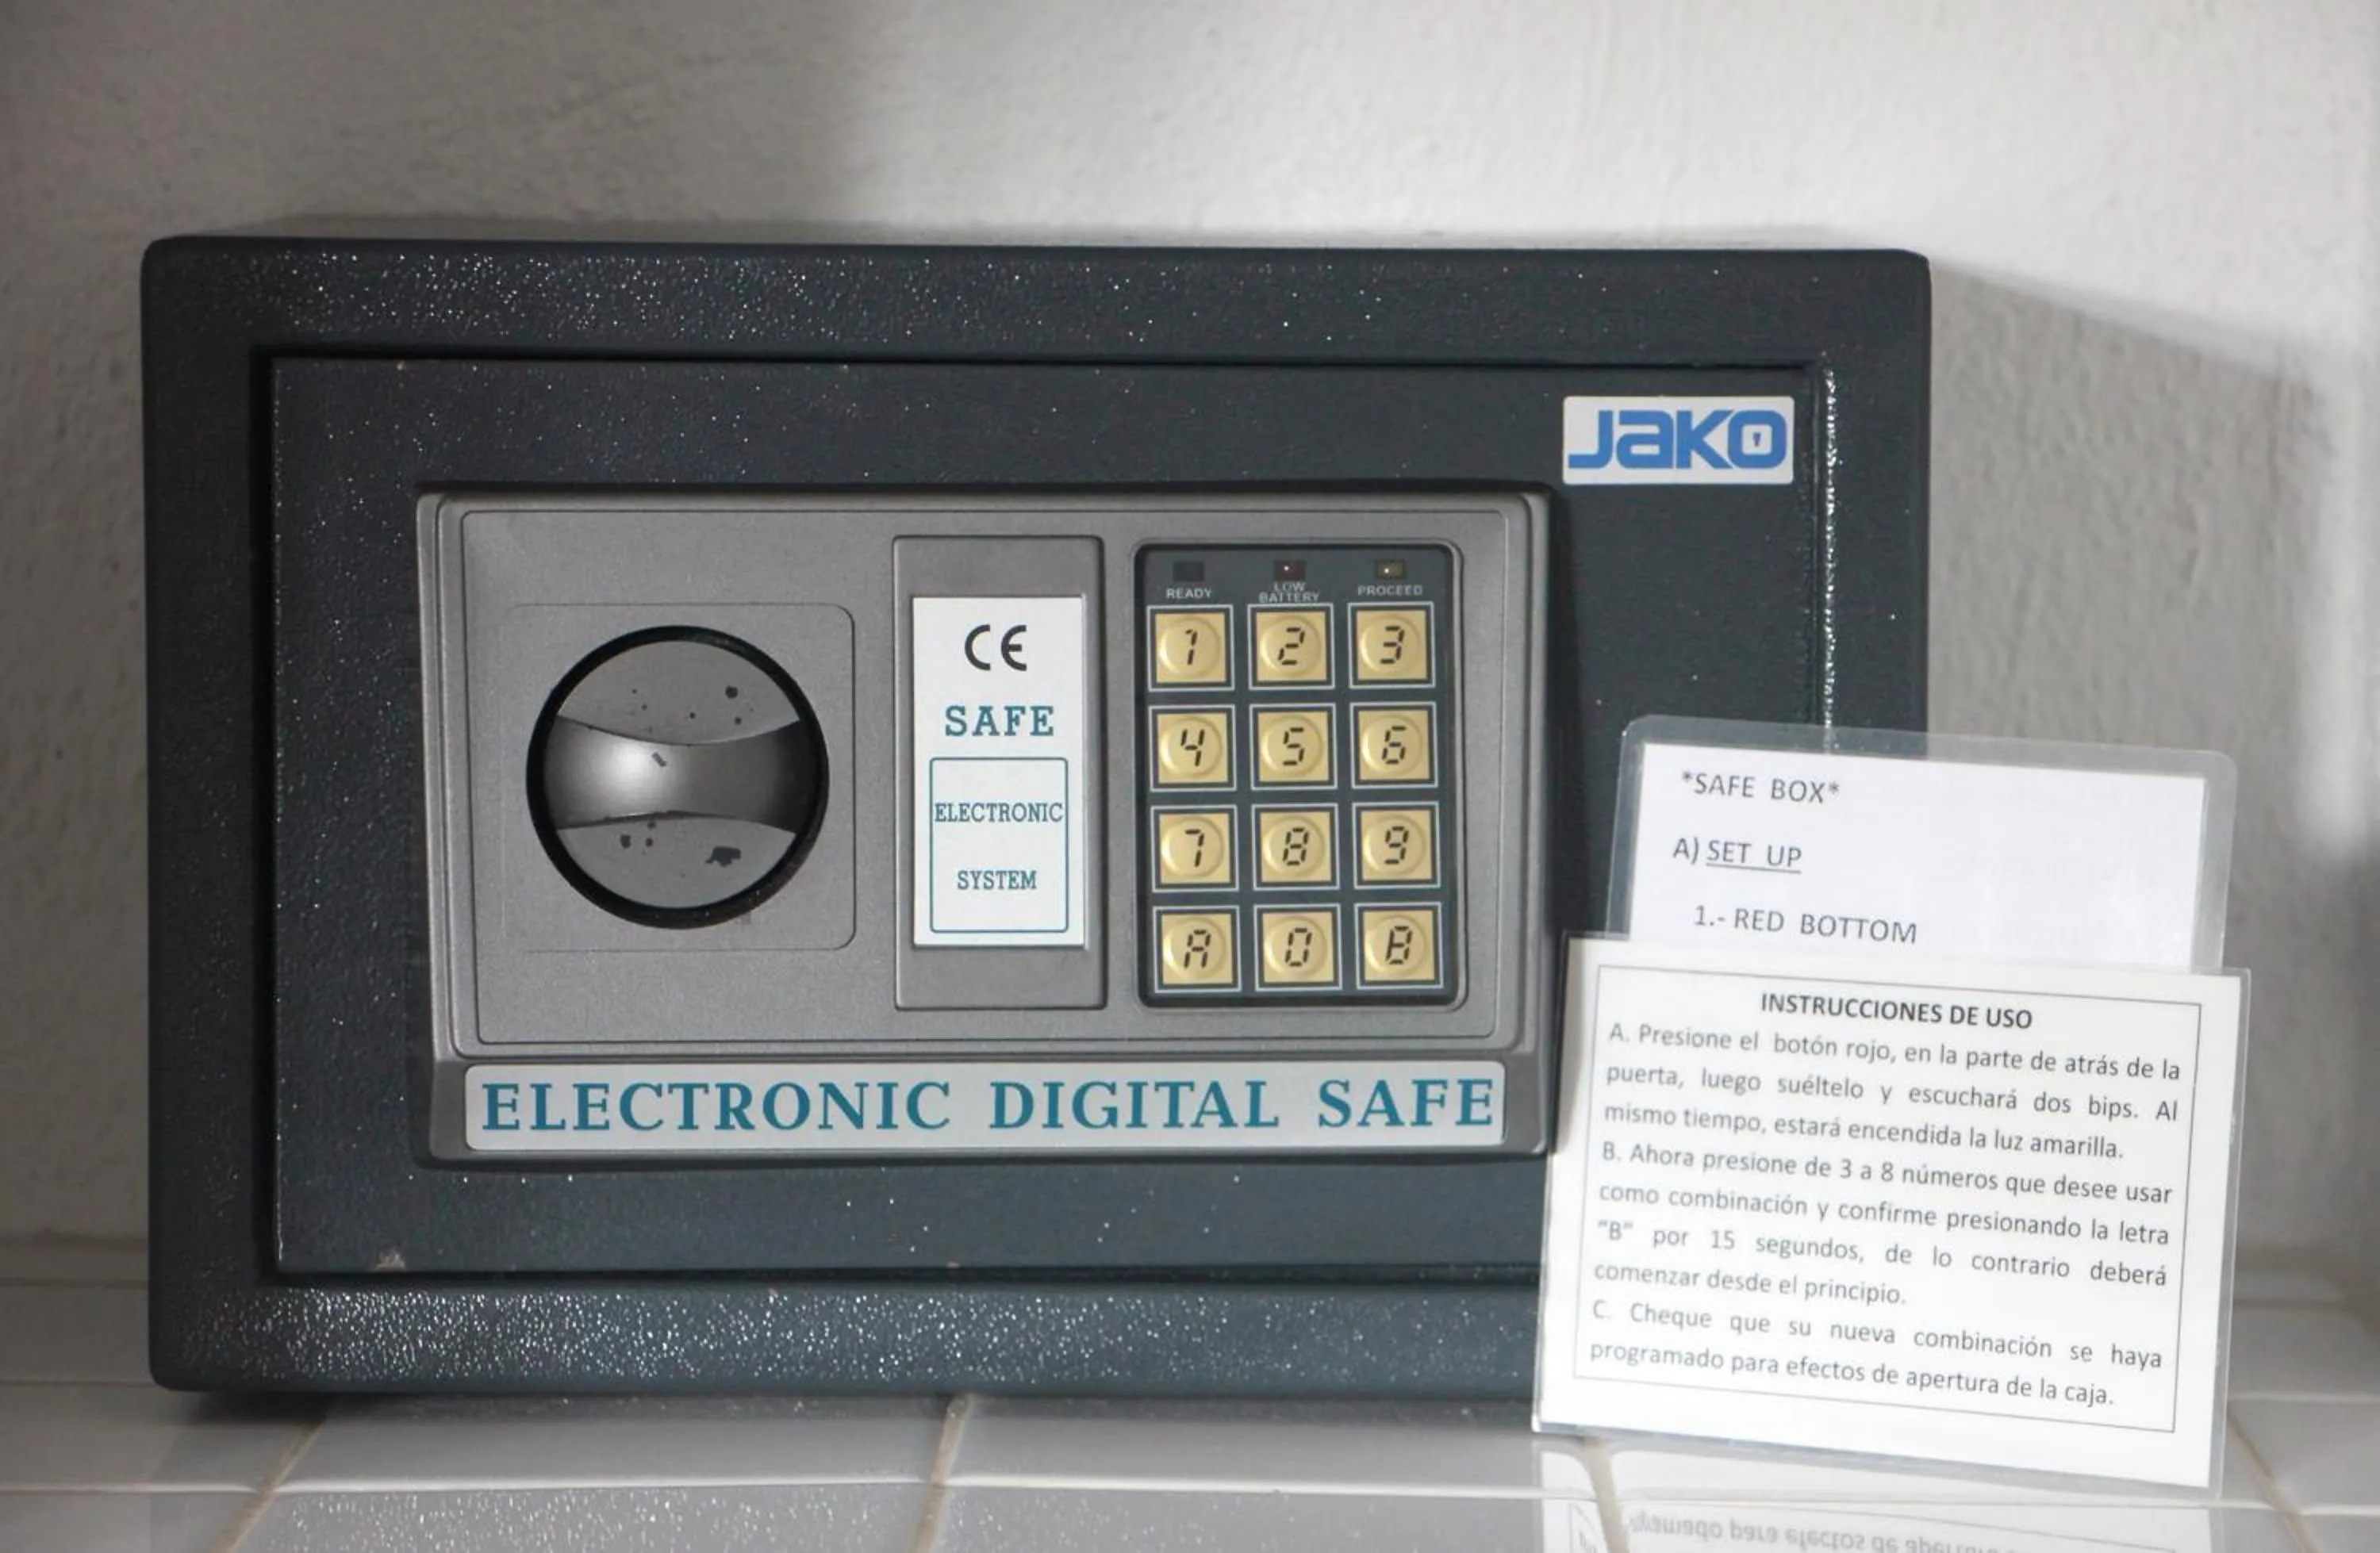 JAKO
CE
SAFE
ELECTRONIC
SYSTEM
READY LOW BATTERY PROCEED
1 2 3
4 5 6
7 8 9
A 0 B
ELECTRONIC DIGITAL SAFE
*SAFE BOX*
A) SET UP
1.- RED BOTTOM
INSTRUCCIONES DE USO
A. Presione el botón rojo, en la parte de atrás de la
puerta, luego suéltelo y escuchará dos bips. Al
mismo tiempo, estará encendida la luz amarilla.
B. Ahora presione de 3 a 8 números que desee usar
como combinación y confirme presionando la letra
"B" por 15 segundos, de lo contrario deberá
comenzar desde el principio.
C. Cheque que su nueva combinación se haya
programado para efectos de apertura de la caja.